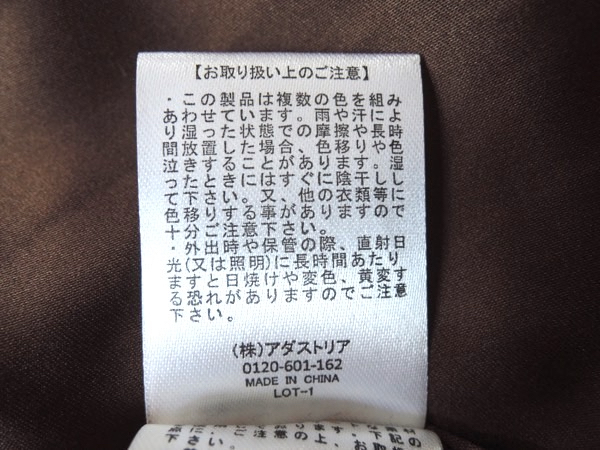 【お取り扱い上のご注意】
・この製品は複数の色を組み
あわせています。雨や汗によ
り湿った状態での摩擦や長時
間放置した場合、色移りや色
泣きすることがあります。湿
ったときにはすぐに陰干しし
て下さい。又、他の衣類等に
色移りする事がありますので
十分ご注意下さい。
・外出時や保管の際、直射日
光(又は照明)に長時間あたり
ますと日焼けや変色、黄変す
る恐れがありますのでご注意
下さい。
(株)アダストリア
0120-601-162
MADE IN CHINA
LOT-1